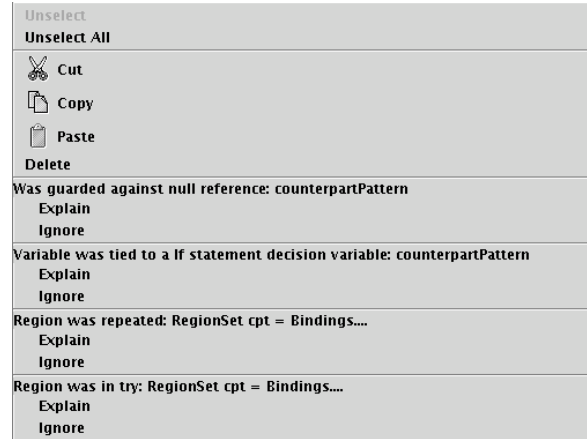 Unselect
Unselect All
Cut
Copy
Paste
Delete
Was guarded against null reference: counterpartPattern
Explain
Ignore
Variable was tied to a If statement decision variable: counterpartPattern
Explain
Ignore
Region was repeated: RegionSet cpt = Bindings....
Explain
Ignore
Region was in try: RegionSet cpt = Bindings....
Explain
Ignore